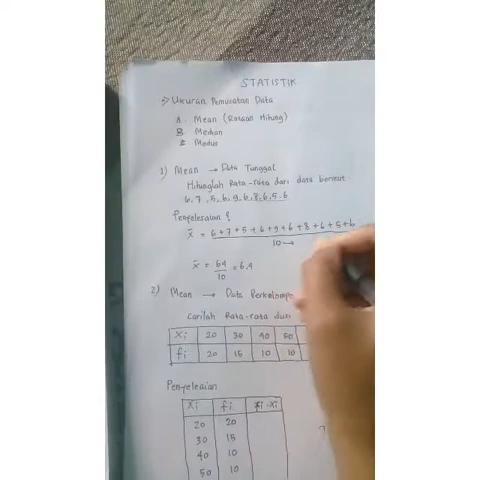 STATISTIK
=> Ukuran Pemusatan Data
A. Mean (Rataan Hitung)
B. Median
C. Modus
1) Mean → Data Tunggal
Hitunglah Rata-rata dari data berikut
6, 7, 5, 6, 9, 6, 8, 6, 5, 6
Penyelesaian
x̄ = 6 + 7 + 5 + 6 + 9 + 6 + 8 + 6 + 5 + 6
10 →
x̄ = 64/10 = 6,4
2) Mean → Data
Carilah Rata-rata dari
Xi 20 30 40 50
fi 20 15 10 10
Xi fi fi . Xi
20 20
30 15
40 10
50 10